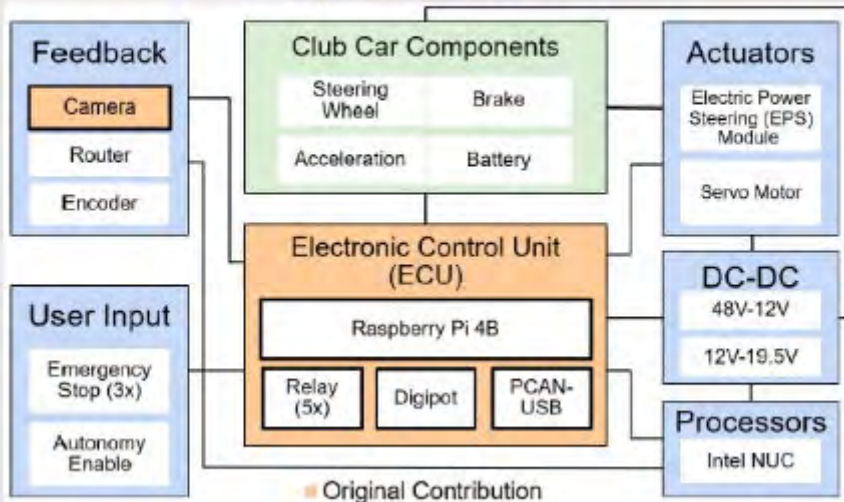 Feedback
Camera
Router
Encoder
User Input
Emergency
Stop (3x)
Autonomy
Enable
Club Car Components
Steering
Wheel
Brake
Acceleration
Battery
Electronic Control Unit
(ECU)
Raspberry Pi 4B
Relay
(5x)
Digipot
PCAN-
USB
Original Contribution
Actuators
Electric Power
Steering (EPS)
Module
Servo Motor
DC-DC
48V-12V
12V-19.5V
Processors
Intel NUC